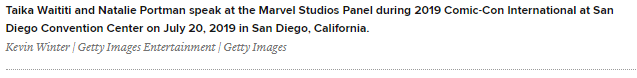 Taika Waititi and Natalie Portman speak at the Marvel Studios Panel during 2019 Comic-Con International at San
Diego Convention Center on July 20, 2019 in San Diego, California.
Kevin Winter | Getty Images Entertainment | Getty Images